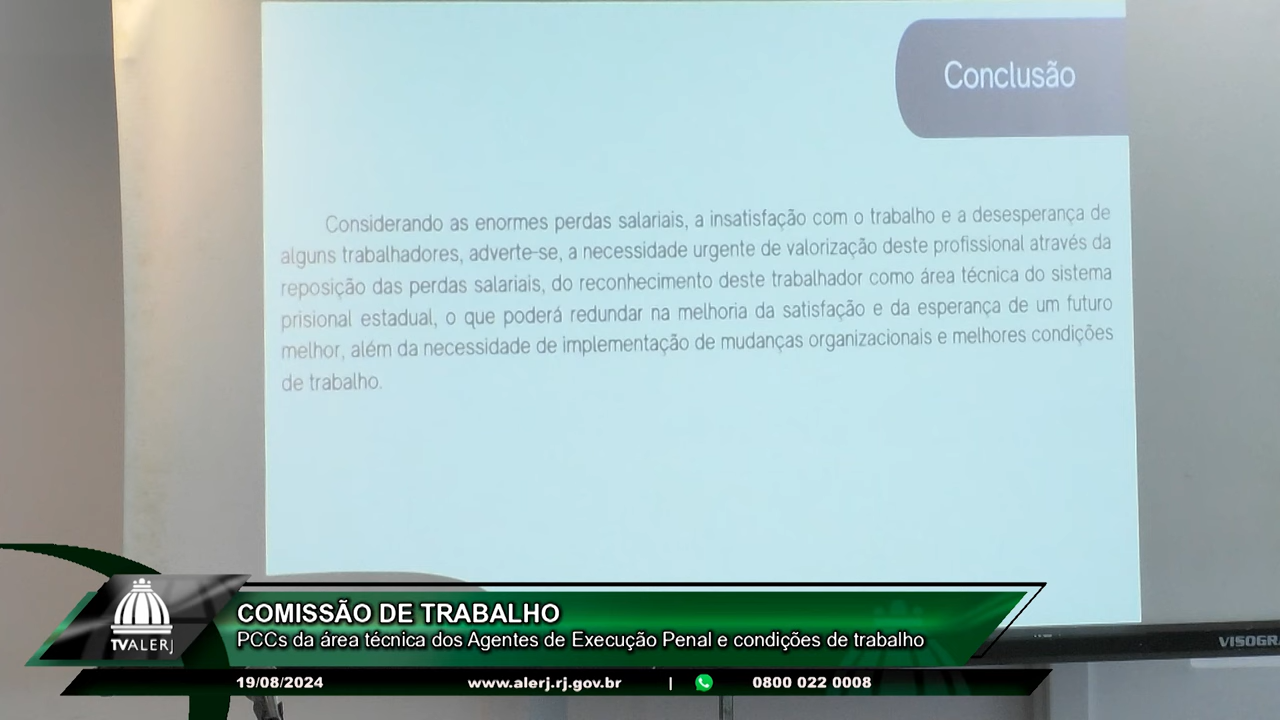 Conclusão
Considerando as enormes perdas salariais, a insatisfação com o trabalho e a desesperança de
alguns trabalhadores, adverte-se, a necessidade urgente de valorização deste profissional através da
reposição das perdas salariais, do reconhecimento deste trabalhador como área técnica do sistema
prisional estadual, o que poderá redundar na melhoria da satisfação e da esperança de um futuro
melhor, além da necessidade de implementação de mudanças organizacionais e melhores condições
de trabalho.
COMISSÃO DE TRABALHO
PCCs da área técnica dos Agentes de Execução Penal e condições de trabalho
TVALERJ
19/08/2024 www.alerj.rj.gov.br | 0800 022 0008